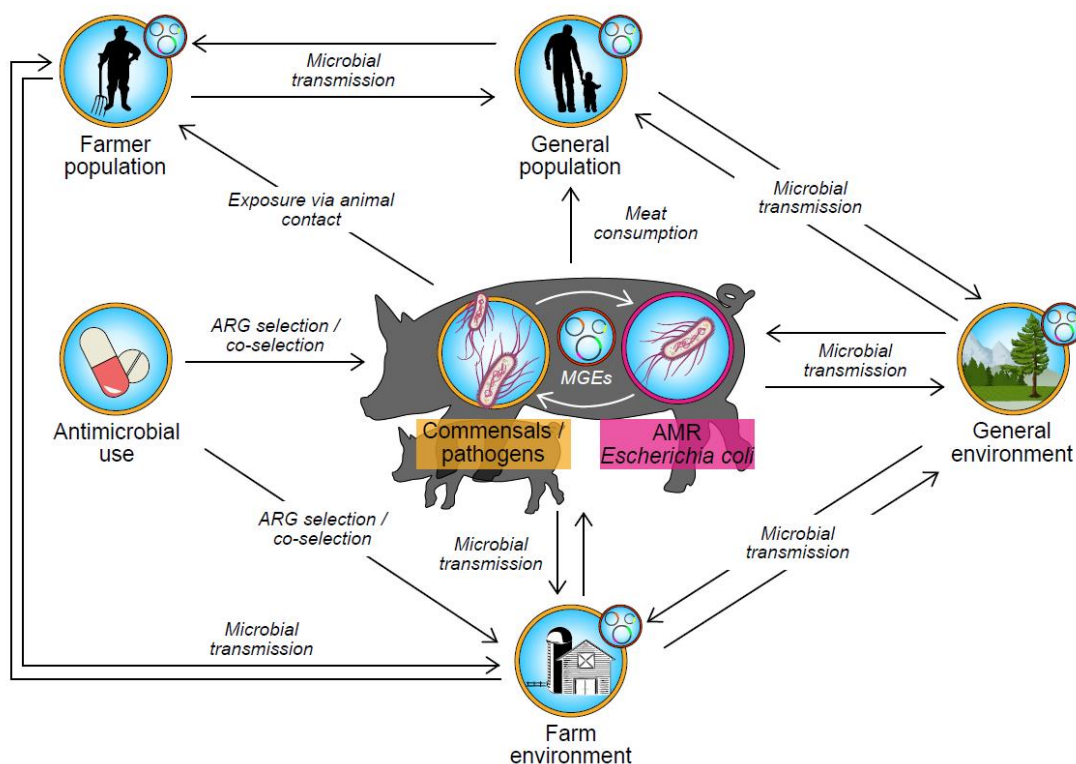 Microbial
transmission
Farmer
population
General
population
Exposure via animal
contact
Meat
consumption
Microbial
transmission
ARG selection /
co-selection
MGEs
Microbial
transmission
Antimicrobial
use
Commensals /
pathogens
AMR
Escherichia coli
General
environment
ARG selection /
co-selection
Microbial
transmission
Microbial
transmission
Microbial
transmission
Farm
environment